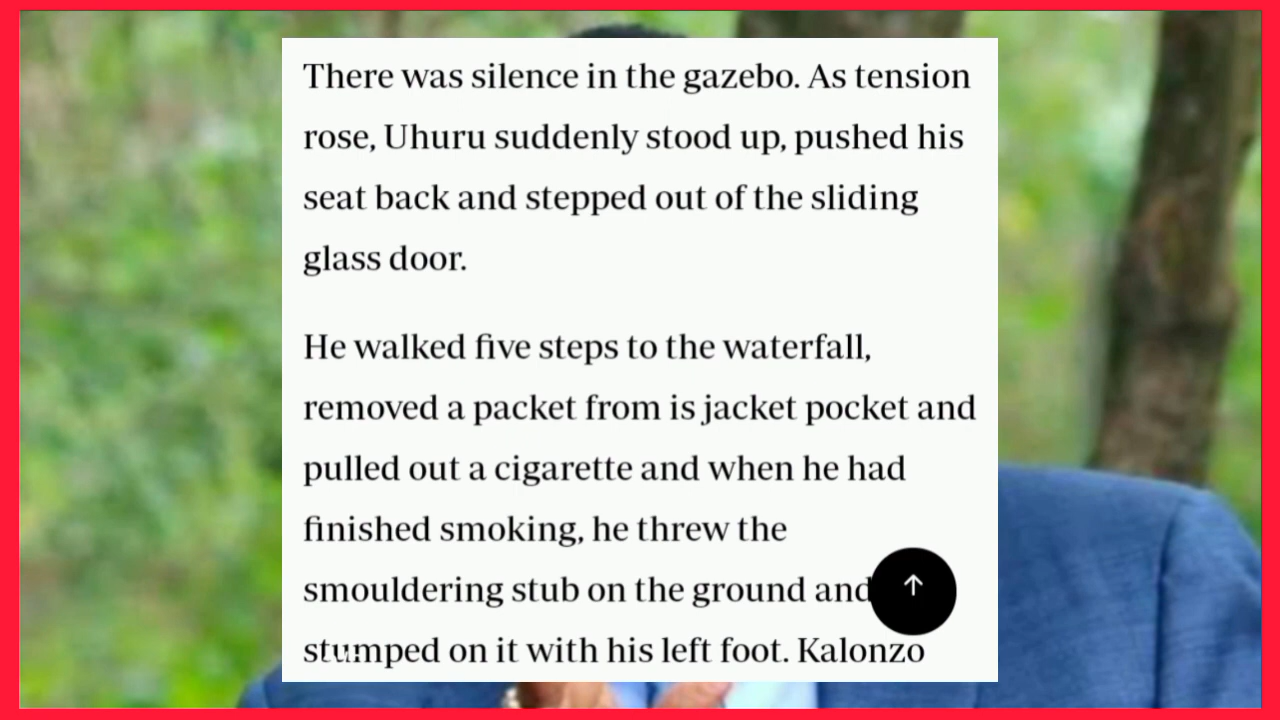 There was silence in the gazebo. As tension
rose, Uhuru suddenly stood up, pushed his
seat back and stepped out of the sliding
glass door.
He walked five steps to the waterfall,
removed a packet from is jacket pocket and
pulled out a cigarette and when he had
finished smoking, he threw the
smouldering stub on the ground and
stumped on it with his left foot. Kalonzo